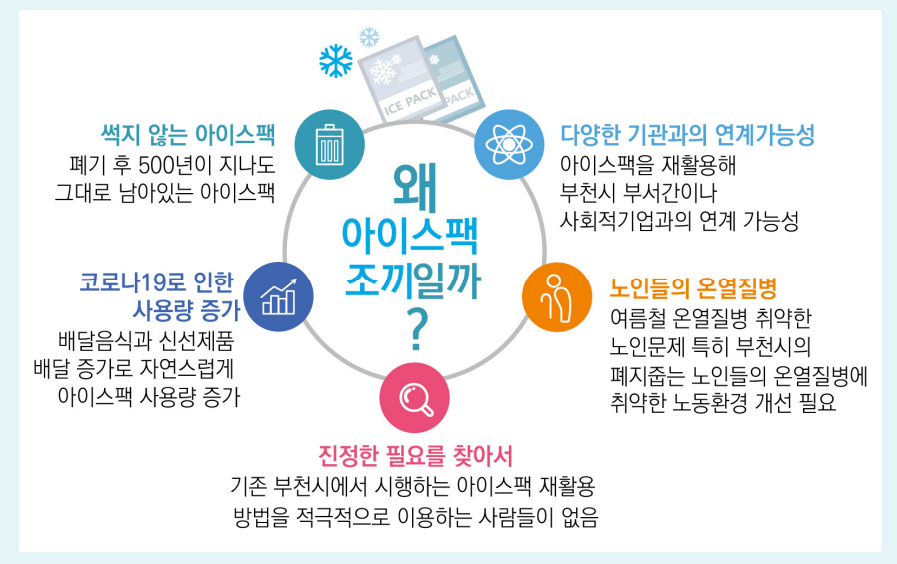 ICE PACK
PACK
왜
아이스팩
조끼일까
?
썩지 않는 아이스팩
폐기 후 500년이 지나도
그대로 남아있는 아이스팩
다양한 기관과의 연계가능성
아이스팩을 재활용해
부천시 부서간이나
사회적기업과의 연계 가능성
코로나19로 인한
사용량 증가
배달음식과 신선제품
배달 증가로 자연스럽게
아이스팩 사용량 증가
노인들의 온열질병
여름철 온열질병 취약한
노인문제 특히 부천시의
폐지줍는 노인들의 온열질병에
취약한 노동환경 개선 필요
진정한 필요를 찾아서
기존 부천시에서 시행하는 아이스팩 재활용
방법을 적극적으로 이용하는 사람들이 없음